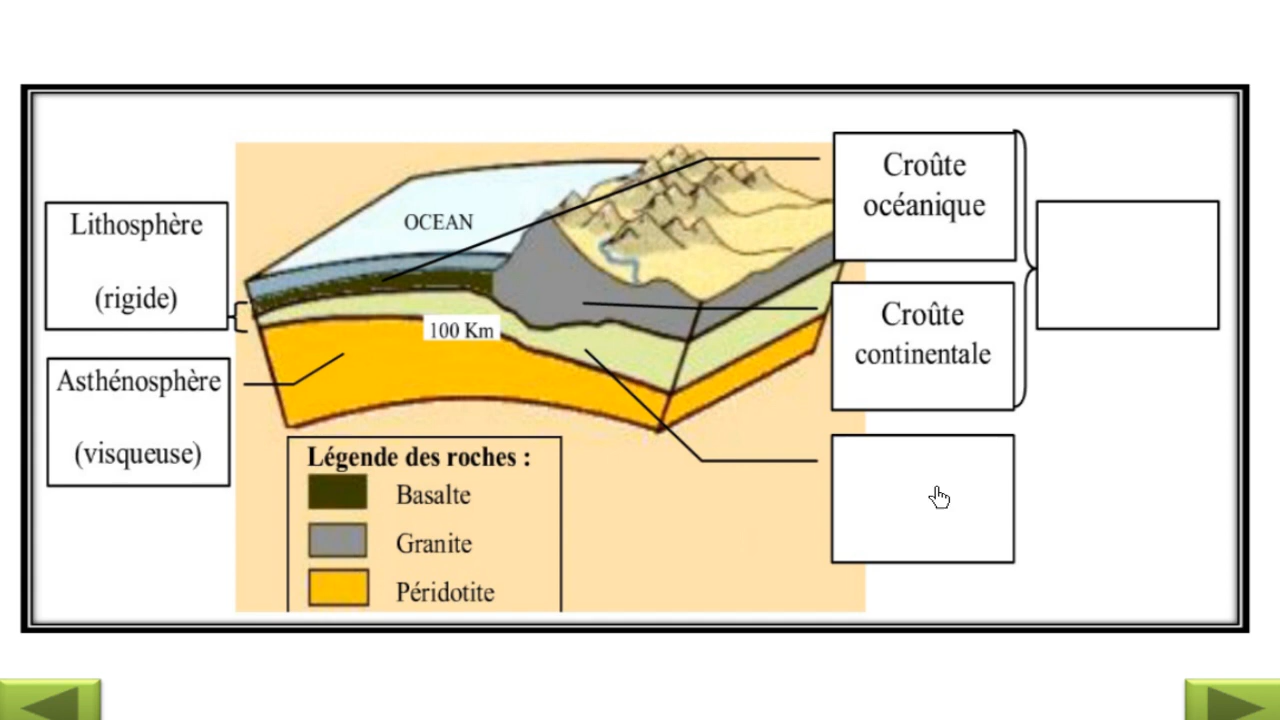 Lithosphère
(rigide)
Asthénosphère
(visqueuse)
OCEAN
100 Km
Croûte
océanique
Croûte
continentale
Légende des roches :
Basalte
Granite
Péridotite